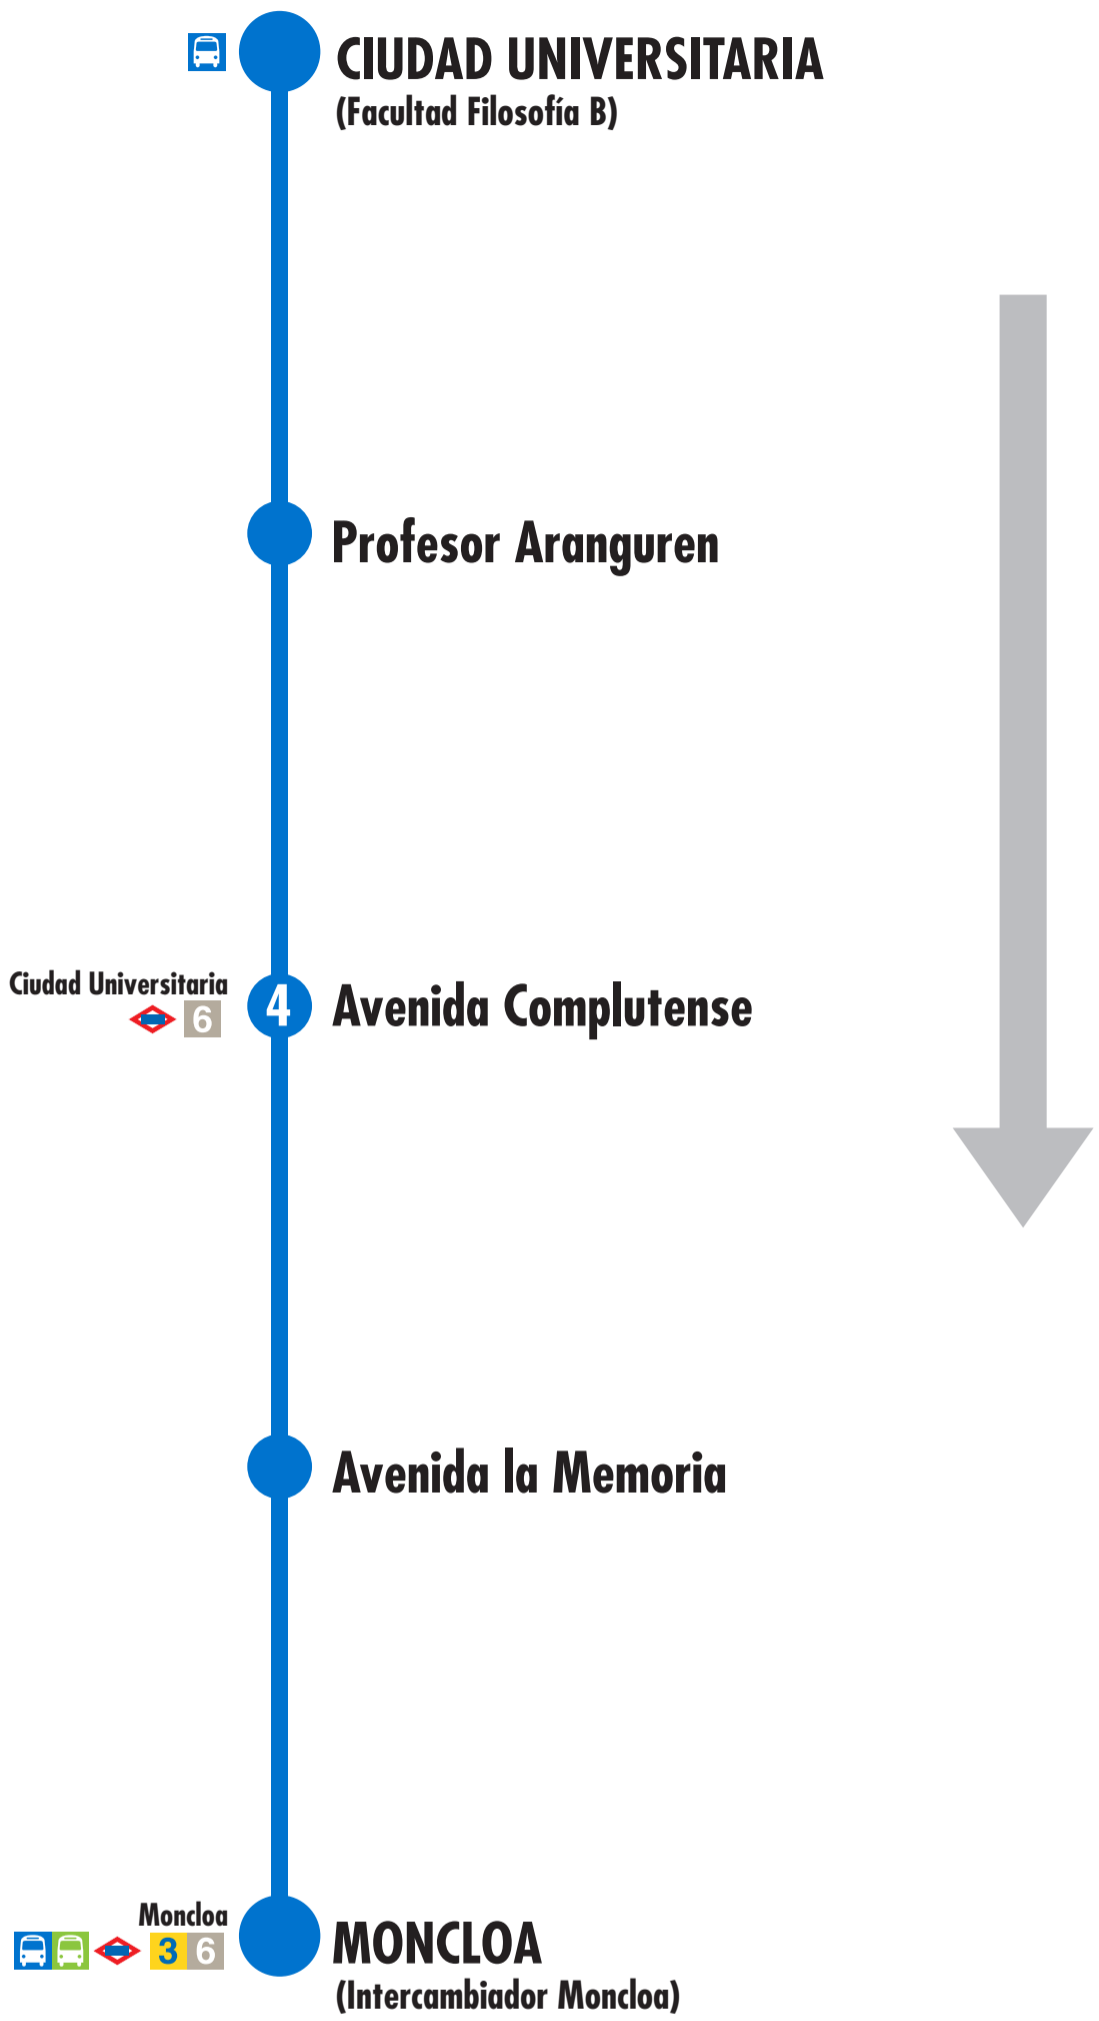 CIUDAD UNIVERSITARIA
(Facultad Filosofía B)
Profesor Aranguren
Ciudad Universitaria
6
4
Avenida Complutense
Avenida la Memoria
Moncloa
3 6
MONCLOA
(Intercambiador Moncloa)